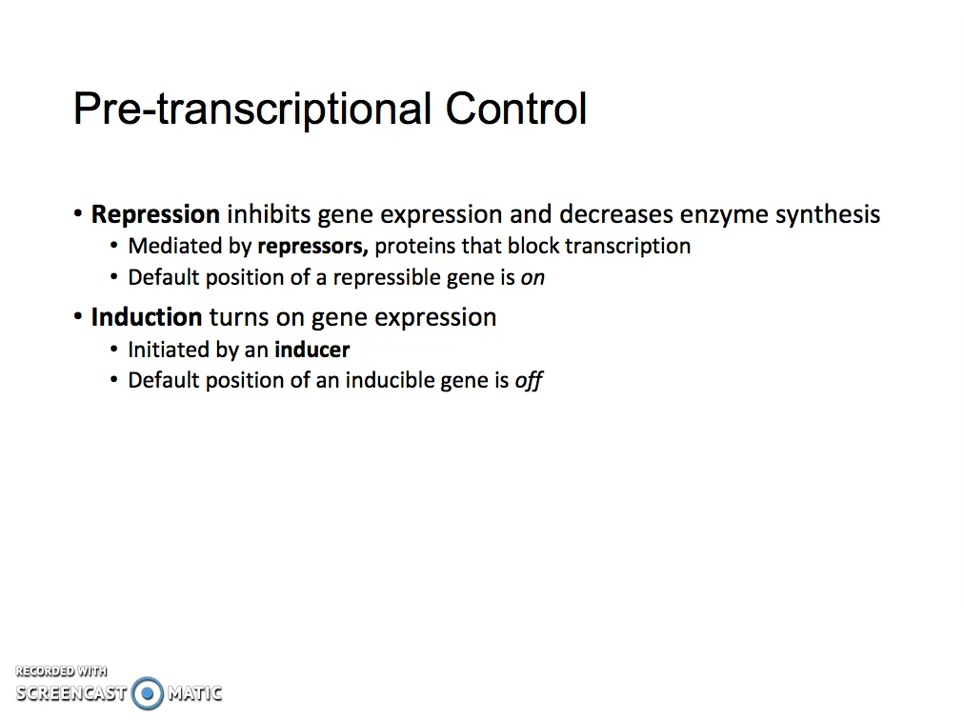 Pre-transcriptional Control
• Repression inhibits gene expression and decreases enzyme synthesis
• Mediated by repressors, proteins that block transcription
• Default position of a repressible gene is on
• Induction turns on gene expression
• Initiated by an inducer
• Default position of an inducible gene is off
RECORDED WITH
SCREENCAST MATIC